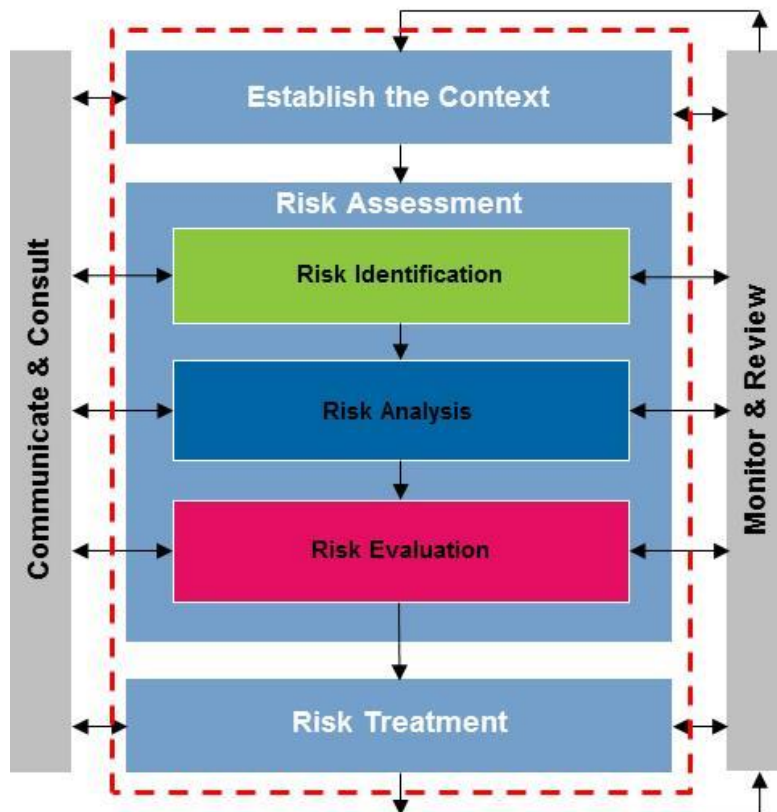 Establish the Context
Risk Assessment
Risk Identification
Risk Analysis
Risk Evaluation
Risk Treatment
Communicate & Consult
Monitor & Review